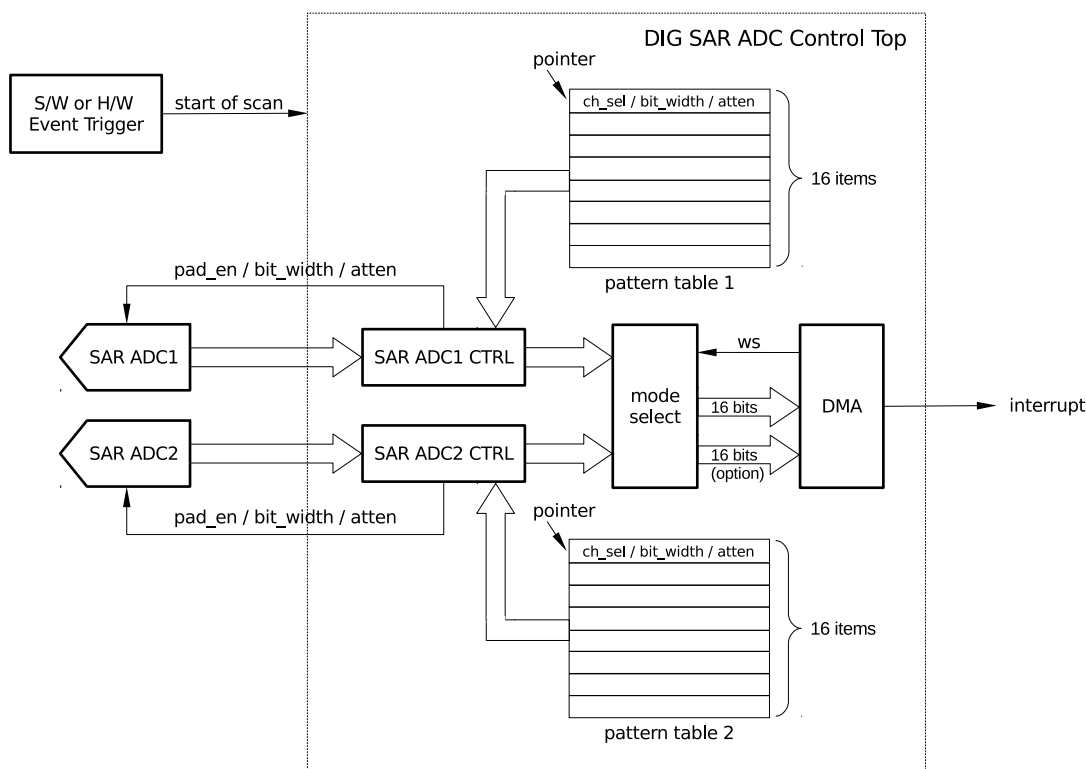 DIG SAR ADC Control Top
S/W or H/W
Event Trigger
start of scan
pointer
ch_sel / bit_width / atten
16 items
pattern table 1
pad_en / bit_width / atten
SAR ADC1
SAR ADC1 CTRL
mode
select
ws
16 bits
16 bits
(option)
DMA
interrupt
SAR ADC2
SAR ADC2 CTRL
pad_en / bit_width / atten
pointer
ch_sel / bit_width / atten
16 items
pattern table 2